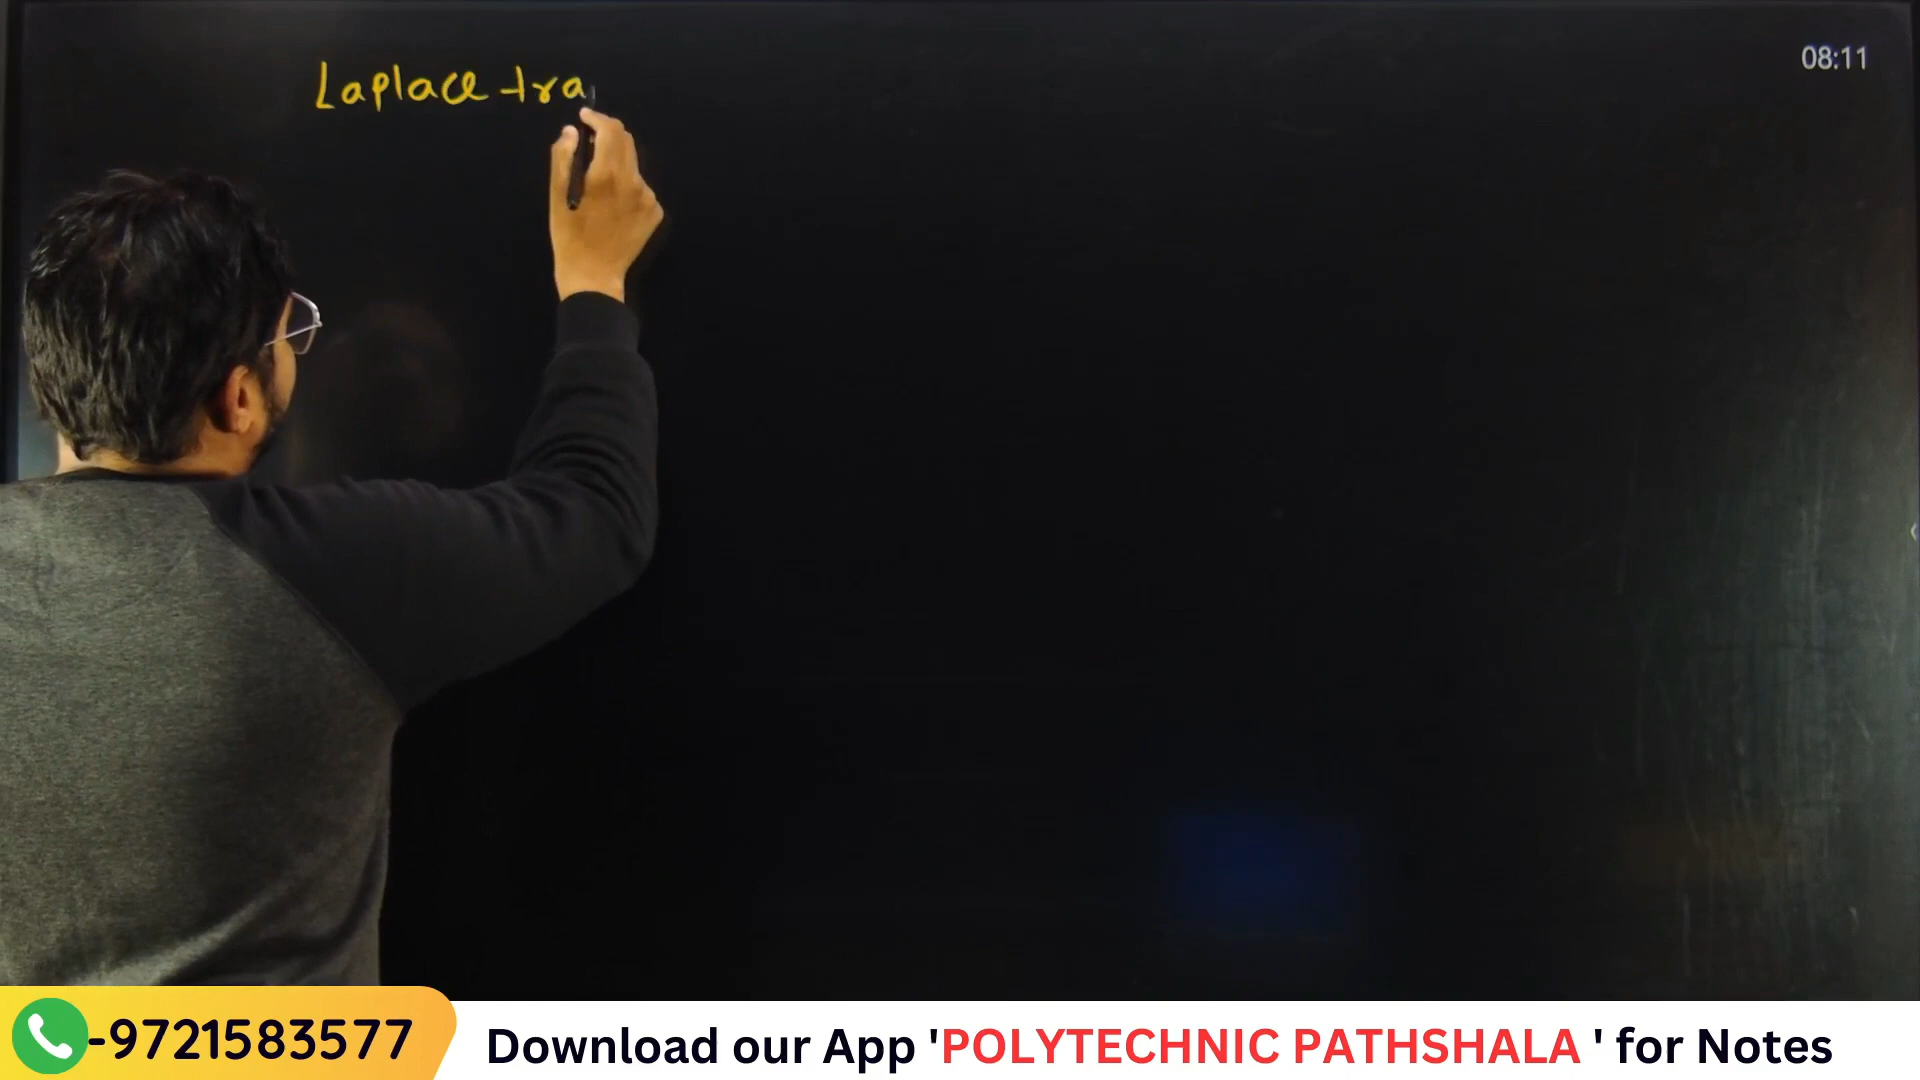 08:11
Laplace tra
-9721583577
Download our App 'POLYTECHNIC PATHSHALA ' for Notes